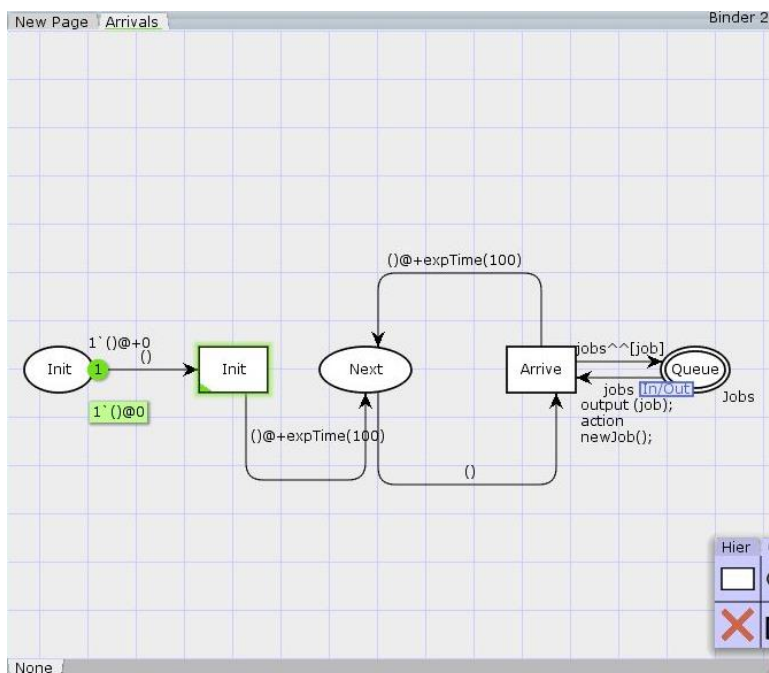 New Page Arrivals Binder 2
()@+expTime(100)
1`()@+0
()
Init 1 Init Next Arrive Queue
jobs^^[job]
1`()@0
jobs In/Out Jobs
output (job);
action
newJob();
()@+expTime(100)
()
Hier
None